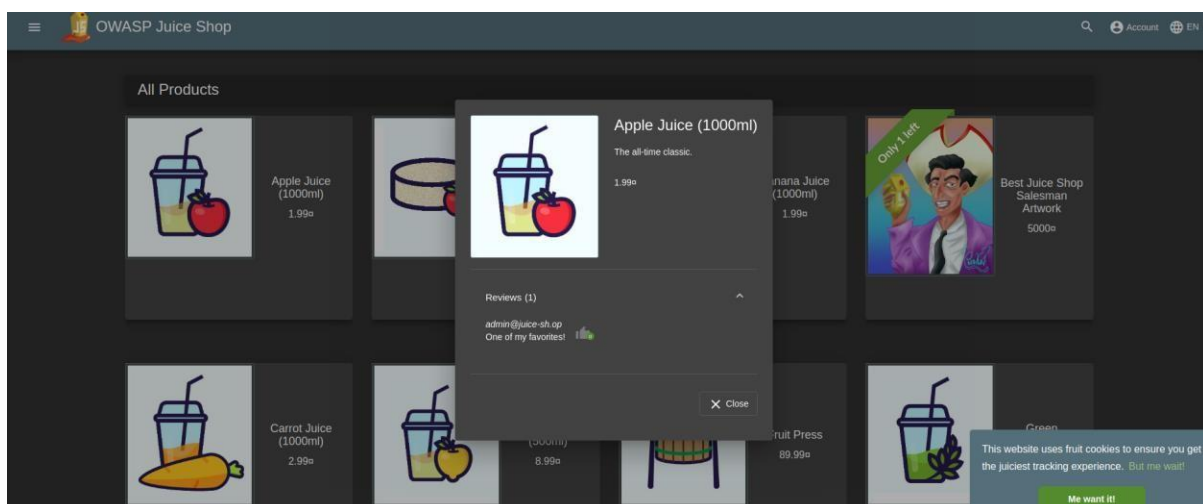 OWASP Juice Shop
Account
EN
All Products
Apple Juice
(1000ml)
1.99¤
Apple Juice (1000ml)
The all-time classic.
1.99¤
Reviews (1)
admin@juice-sh.op
One of my favorites!
Close
Juice
(1000ml)
1.99¤
Only 1 left
Best Juice Shop
Salesman
Artwork
5000¤
Carrot Juice
(1000ml)
2.99¤
(500ml)
8.99¤
Fruit Press
89.99¤
Green
This website uses fruit cookies to ensure you get
the juiciest tracking experience. But me wait!
Me want it!